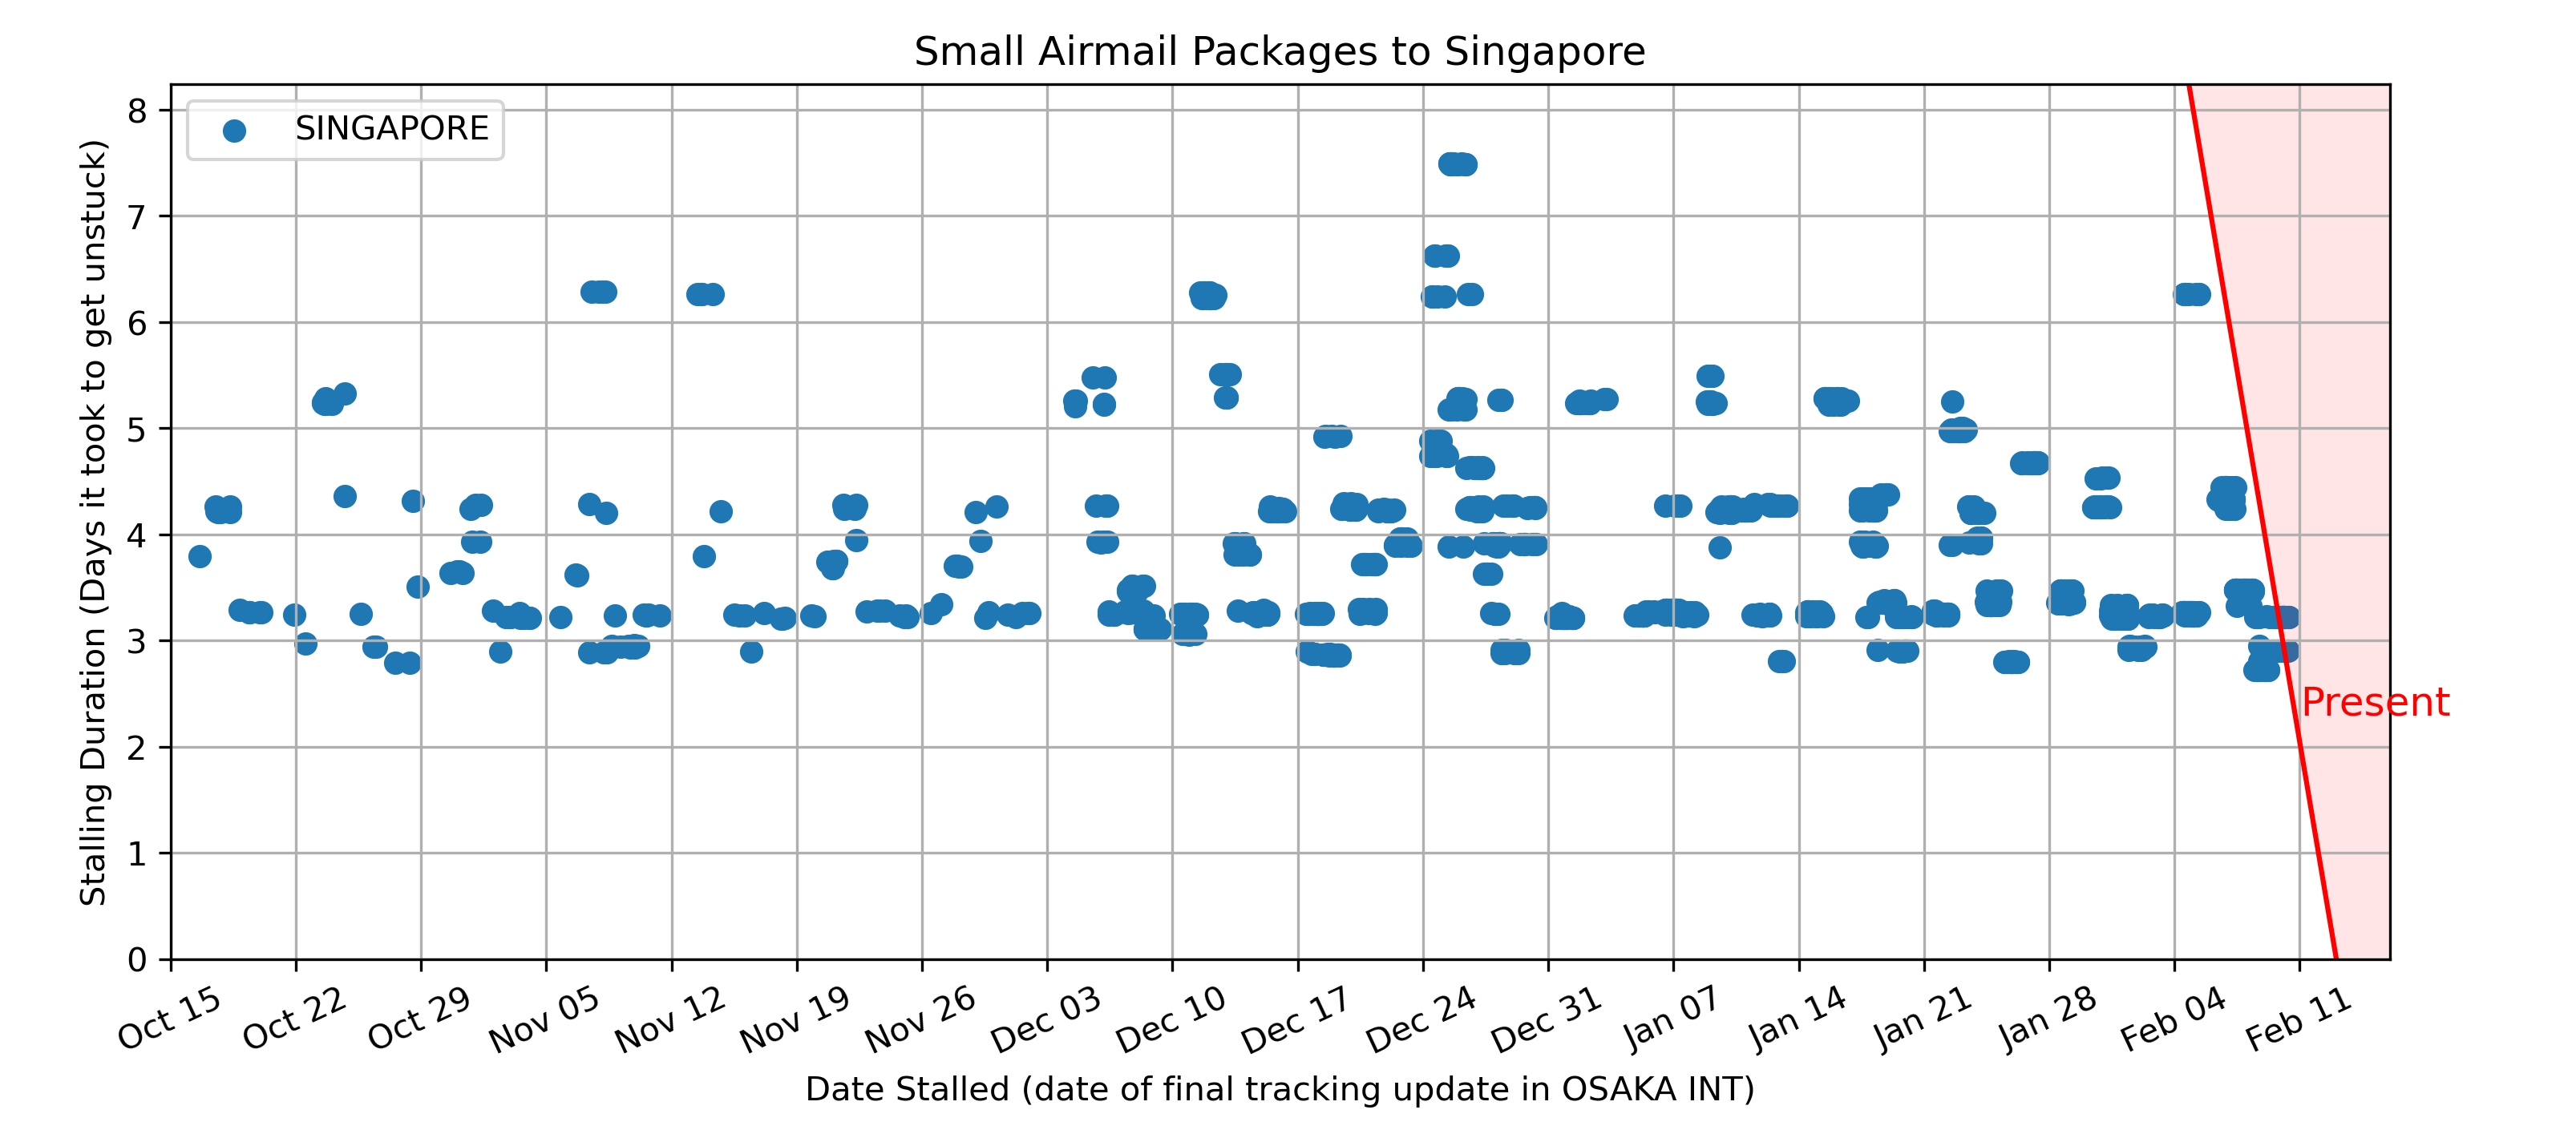 Small Airmail Packages to Singapore
SINGAPORE
Stalling Duration (Days it took to get unstuck)
8
7
6
5
4
3
2
1
0
Present
Oct 15
Oct 22
Oct 29
Nov 05
Nov 12
Nov 19
Nov 26
Dec 03
Dec 10
Dec 17
Dec 24
Dec 31
Jan 07
Jan 14
Jan 21
Jan 28
Feb 04
Feb 11
Date Stalled (date of final tracking update in OSAKA INT)